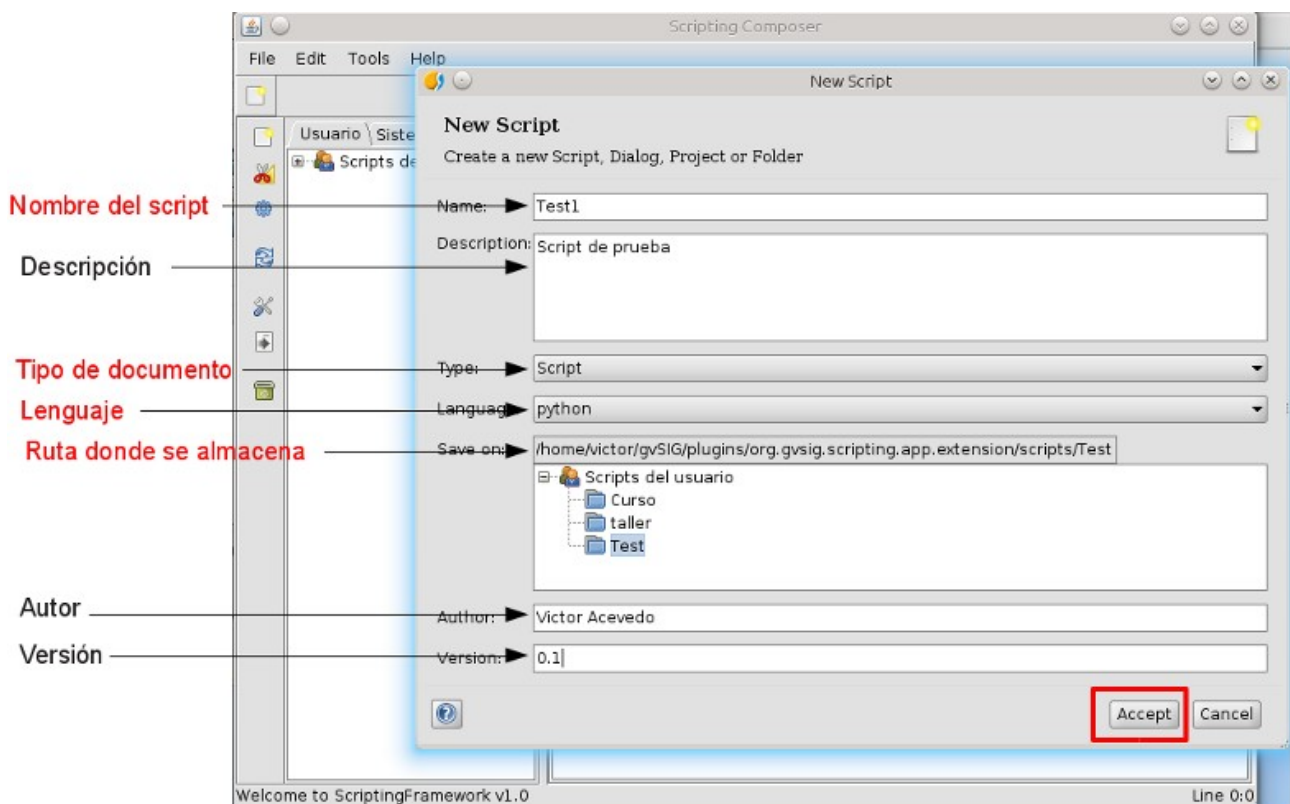 Scripting Composer
File Edit Tools Help
New Script
Usuario Siste
Scripts de
New Script
Create a new Script, Dialog, Project or Folder
Nombre del script
Name:
Test1
Descripción
Description:
Script de prueba
Tipo de documento
Type:
Script
Lenguaje
Languag
python
Ruta donde se almacena
Save on:
/home/victor/gvSIG/plugins/org.gvsig.scripting.app.extension/scripts/Test
Scripts del usuario
Curso
taller
Test
Autor
Author:
Victor Acevedo
Versión
Version:
0.1
Accept Cancel
Welcome to ScriptingFramework v1.0
Line 0:0